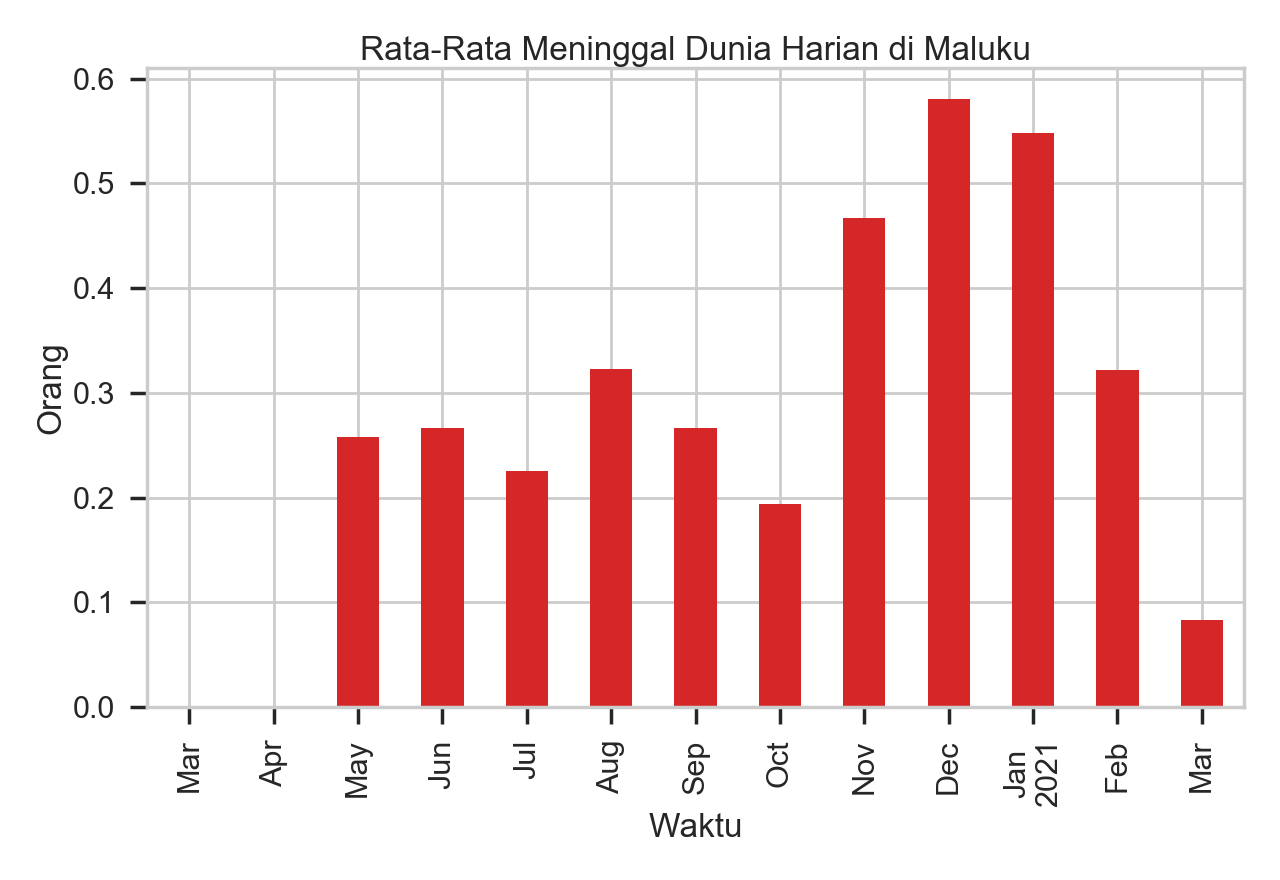 Rata-Rata Meninggal Dunia Harian di Maluku
0.6
0.5
0.4
0.3
0.2
0.1
0.0
Orang
Mar
Apr
May
Jun
Jul
Aug
Sep
Oct
Nov
Dec
Jan
2021
Feb
Mar
Waktu